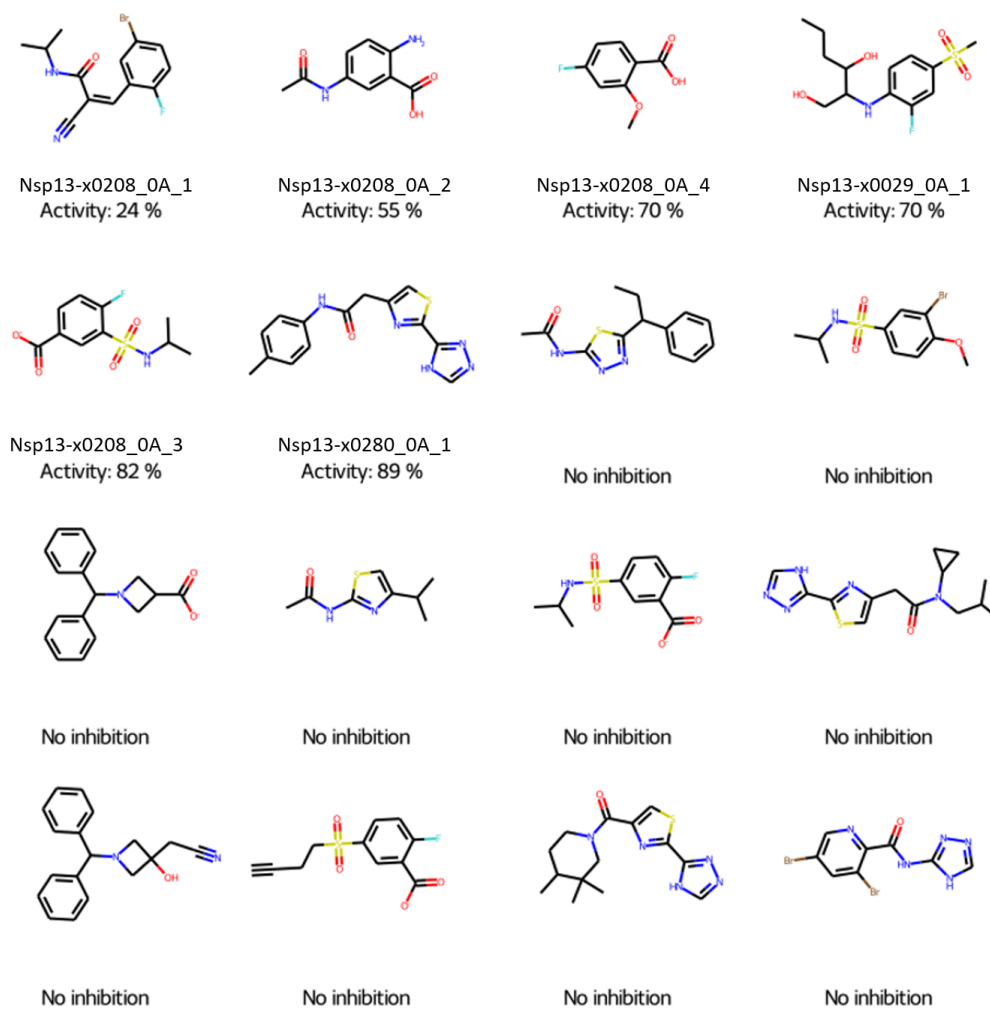 Nsp13-x0208_0A_1 Nsp13-x0208_0A_2 Nsp13-x0208_0A_4 Nsp13-x0029_0A_1
Activity: 24 % Activity: 55 % Activity: 70 % Activity: 70 %
Nsp13-x0208_0A_3 Nsp13-x0280_0A_1
Activity: 82 % Activity: 89 % No inhibition No inhibition
No inhibition No inhibition No inhibition No inhibition
No inhibition No inhibition No inhibition No inhibition